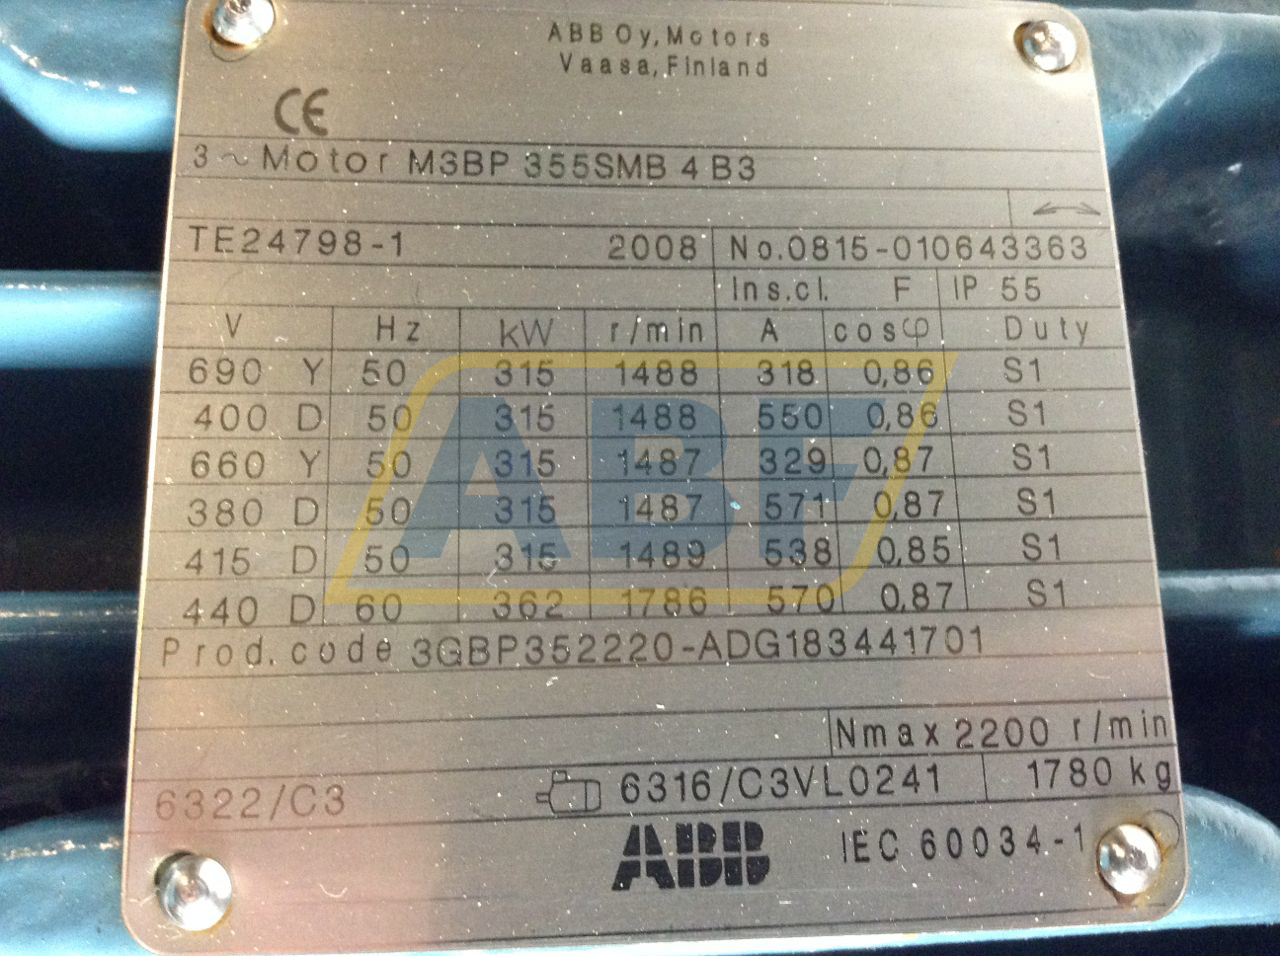 ABB Oy, Motors
Vaasa, Finland
CE
3 ~ Motor M3BP 355SMB 4 B3
TE24798-1 2008 No. 0815-010643363
Ins.cl. F IP 55
V Hz kW r/min A cosφ Duty
690 Y 50 315 1488 318 0,86 S1
400 D 50 315 1488 550 0,86 S1
660 Y 50 315 1487 329 0,87 S1
380 D 50 315 1487 571 0,87 S1
415 D 50 315 1489 538 0,85 S1
440 D 60 362 1786 570 0,87 S1
ABF
Prod. code 3GBP352220-ADG183441701
Nmax 2200 r/min
6322/C3 6316/C3VL0241 1780 kg
ABB IEC 60034-1